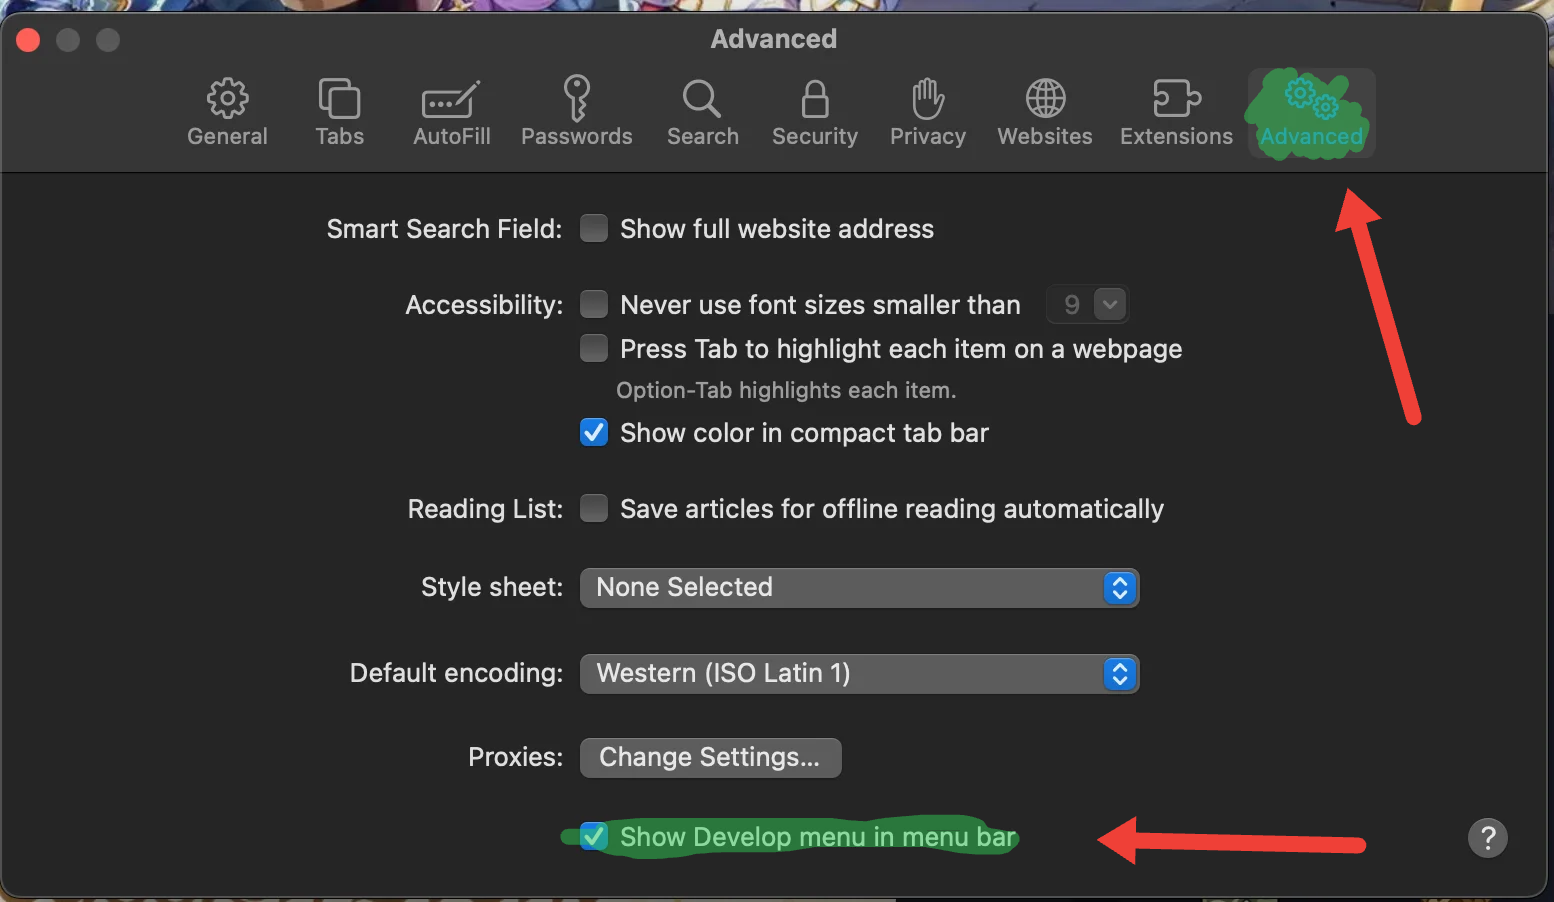 Advanced
General Tabs AutoFill Passwords Search Security Privacy Websites Extensions Advanced
Smart Search Field: Show full website address
Accessibility: Never use font sizes smaller than 9
Press Tab to highlight each item on a webpage
Option-Tab highlights each item.
Show color in compact tab bar
Reading List: Save articles for offline reading automatically
Style sheet: None Selected
Default encoding: Western (ISO Latin 1)
Proxies: Change Settings...
Show Develop menu in menu bar
?